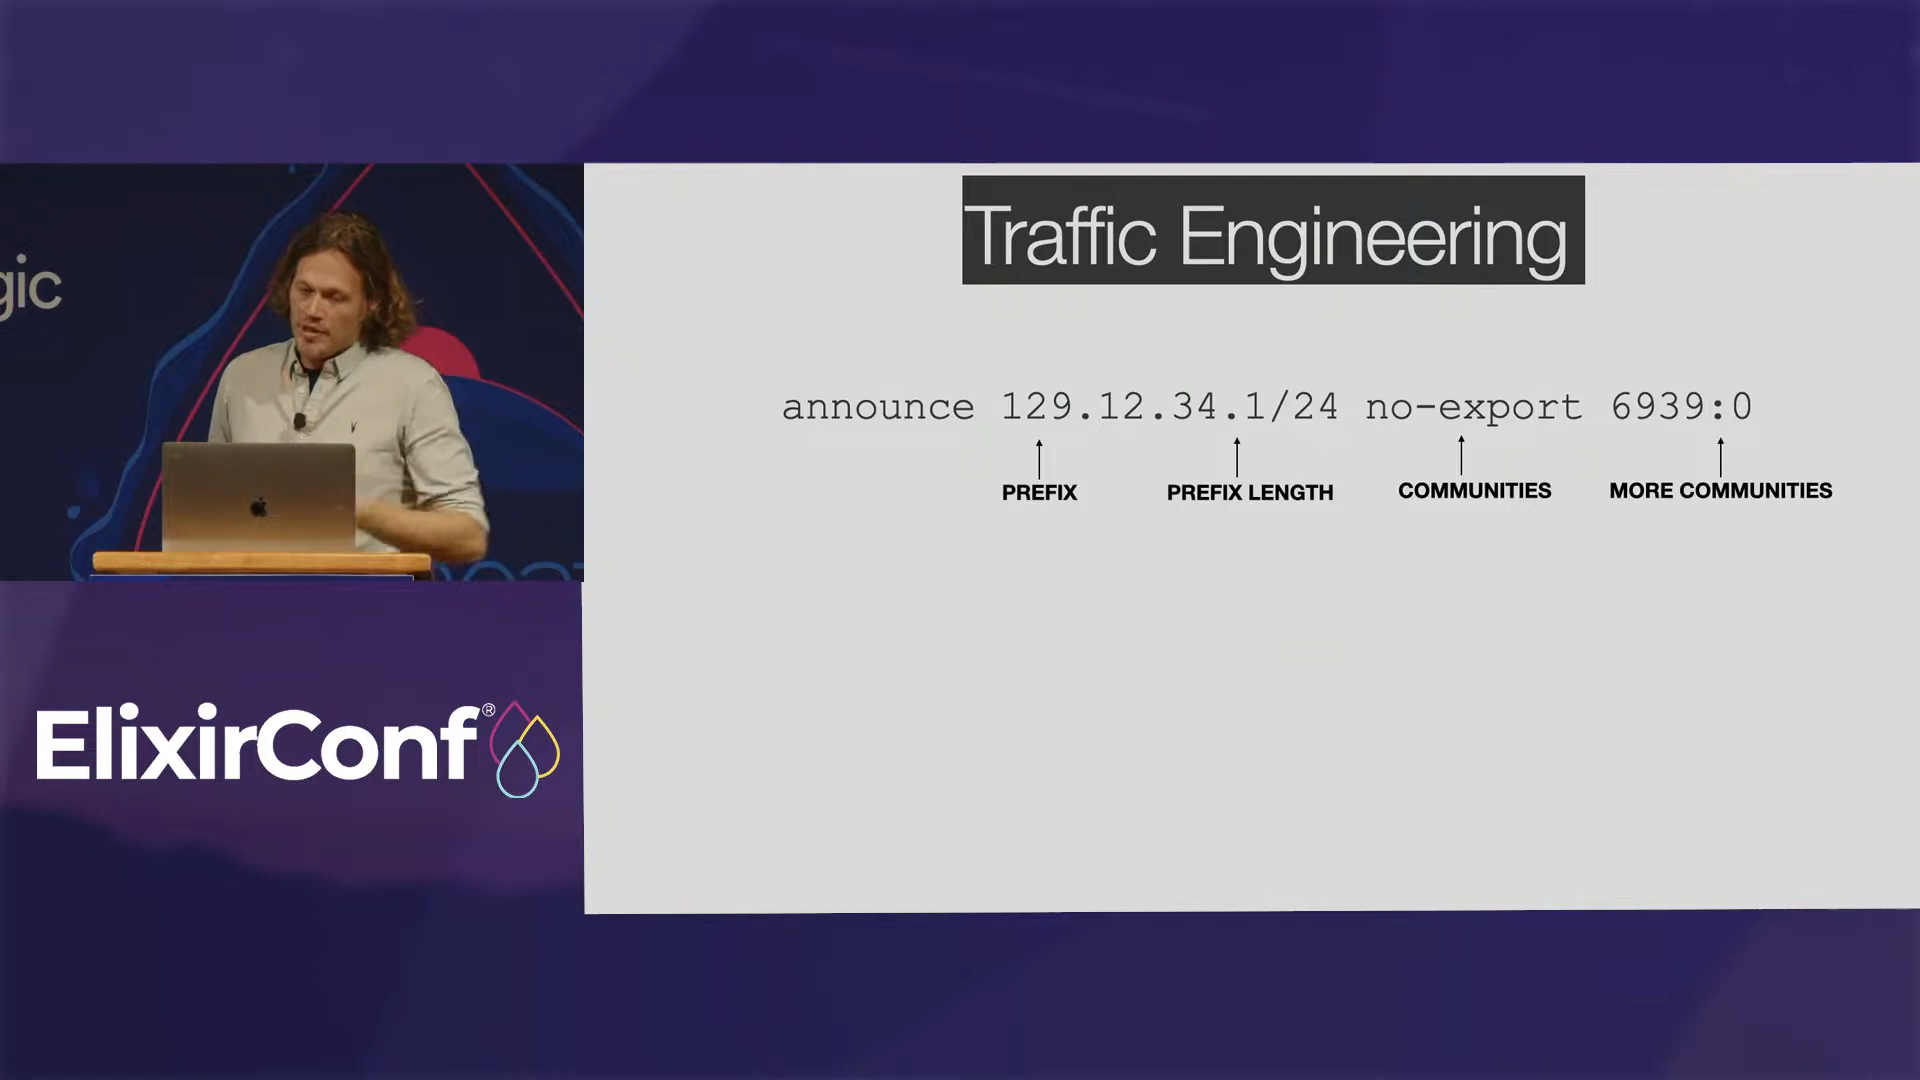 Traffic Engineering
announce 129.12.34.1/24 no-export 6939:0
PREFIX PREFIX LENGTH COMMUNITIES MORE COMMUNITIES
gic
ElixirConf®